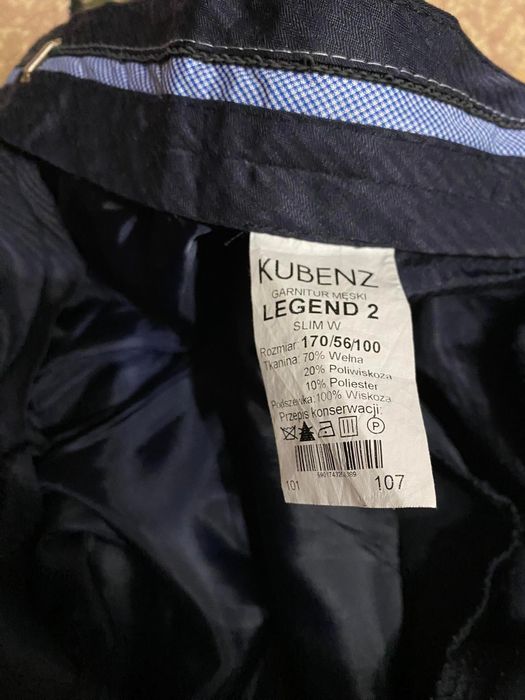 KUBENZ
GARNITUR MĘSKI
LEGEND 2
SLIM W
Rozmiar 170/56/100
Tkanina: 70% Wełna
20% Poliwiskoza
10% Poliester
Podszewka:100% Wiskoza
Przepis konserwacji:
P
101 107